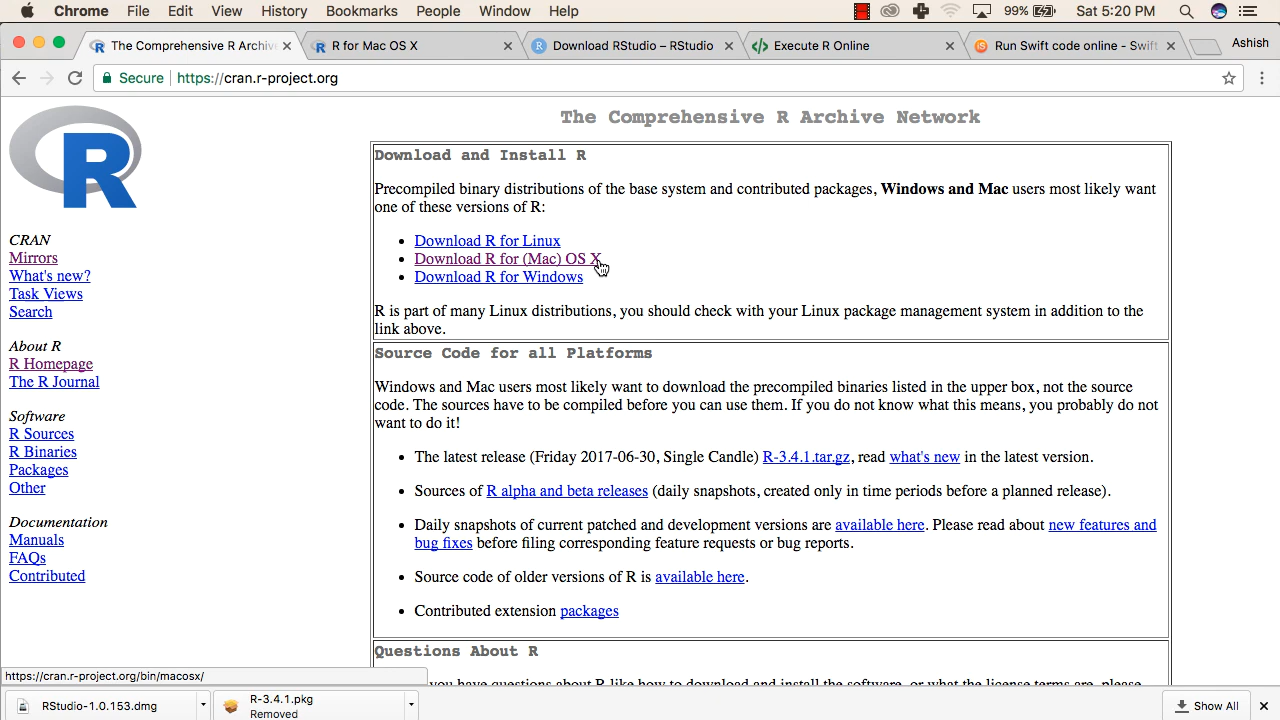 Chrome File Edit View History Bookmarks People Window Help 99% Sat 5:20 PM
The Comprehensive R Archive R for Mac OS X Download RStudio – RStudio Execute R Online Run Swift code online - Swift Ashish
Secure https://cran.r-project.org
R
CRAN
Mirrors
What's new?
Task Views
Search
About R
R Homepage
The R Journal
Software
R Sources
R Binaries
Packages
Other
Documentation
Manuals
FAQs
Contributed
The Comprehensive R Archive Network
Download and Install R
Precompiled binary distributions of the base system and contributed packages, Windows and Mac users most likely want
one of these versions of R:
• Download R for Linux
• Download R for (Mac) OS X
• Download R for Windows
R is part of many Linux distributions, you should check with your Linux package management system in addition to the
link above.
Source Code for all Platforms
Windows and Mac users most likely want to download the precompiled binaries listed in the upper box, not the source
code. The sources have to be compiled before you can use them. If you do not know what this means, you probably do not
want to do it!
• The latest release (Friday 2017-06-30, Single Candle) R-3.4.1.tar.gz, read what's new in the latest version.
• Sources of R alpha and beta releases (daily snapshots, created only in time periods before a planned release).
• Daily snapshots of current patched and development versions are available here. Please read about new features and
bug fixes before filing corresponding feature requests or bug reports.
• Source code of older versions of R is available here.
• Contributed extension packages
Questions About R
you have questions about R like how to download and install the software, or what the license terms are, please
https://cran.r-project.org/bin/macosx/
RStudio-1.0.153.dmg
R-3.4.1.pkg
Removed
Show All